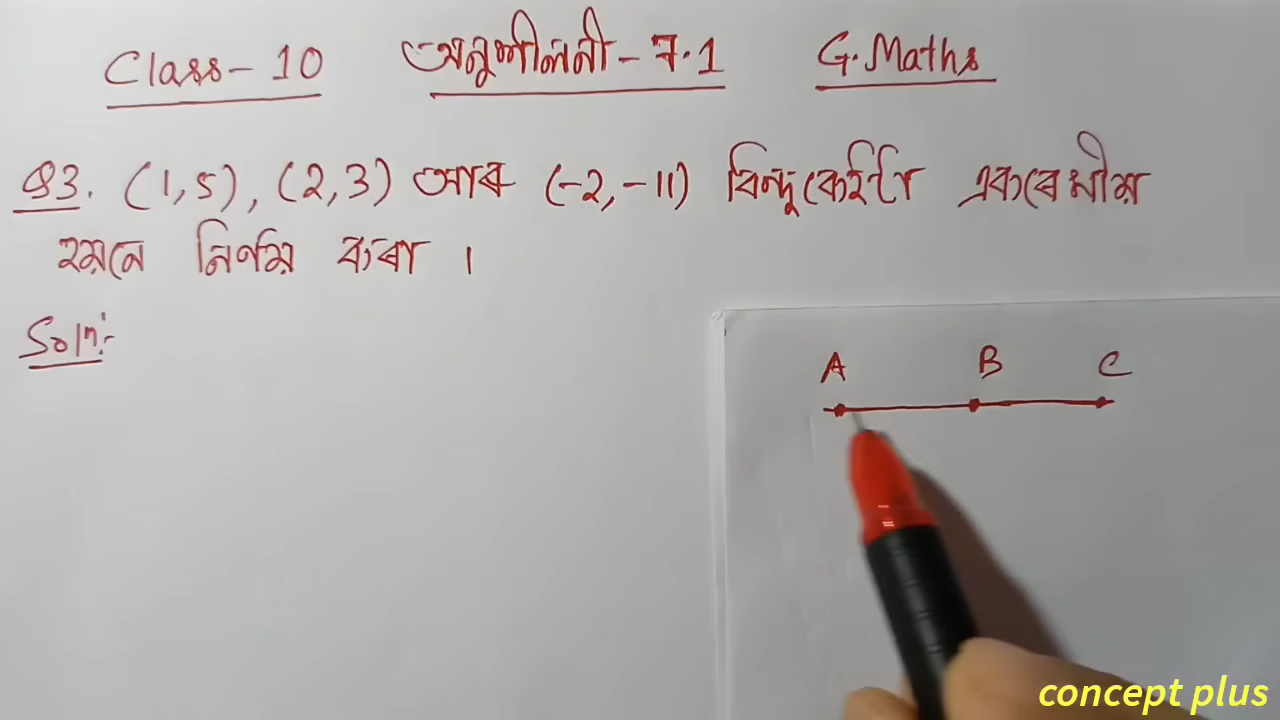 Class - 10 অনুশীলনী - 7.1 G. Maths
Q3. (1,5), (2,3) আৰু (-2,-11) বিন্দুকেইটা একৰেখীয়
হয়নে নিৰ্ণয় কৰা ।
Soln:-
A B C
concept plus